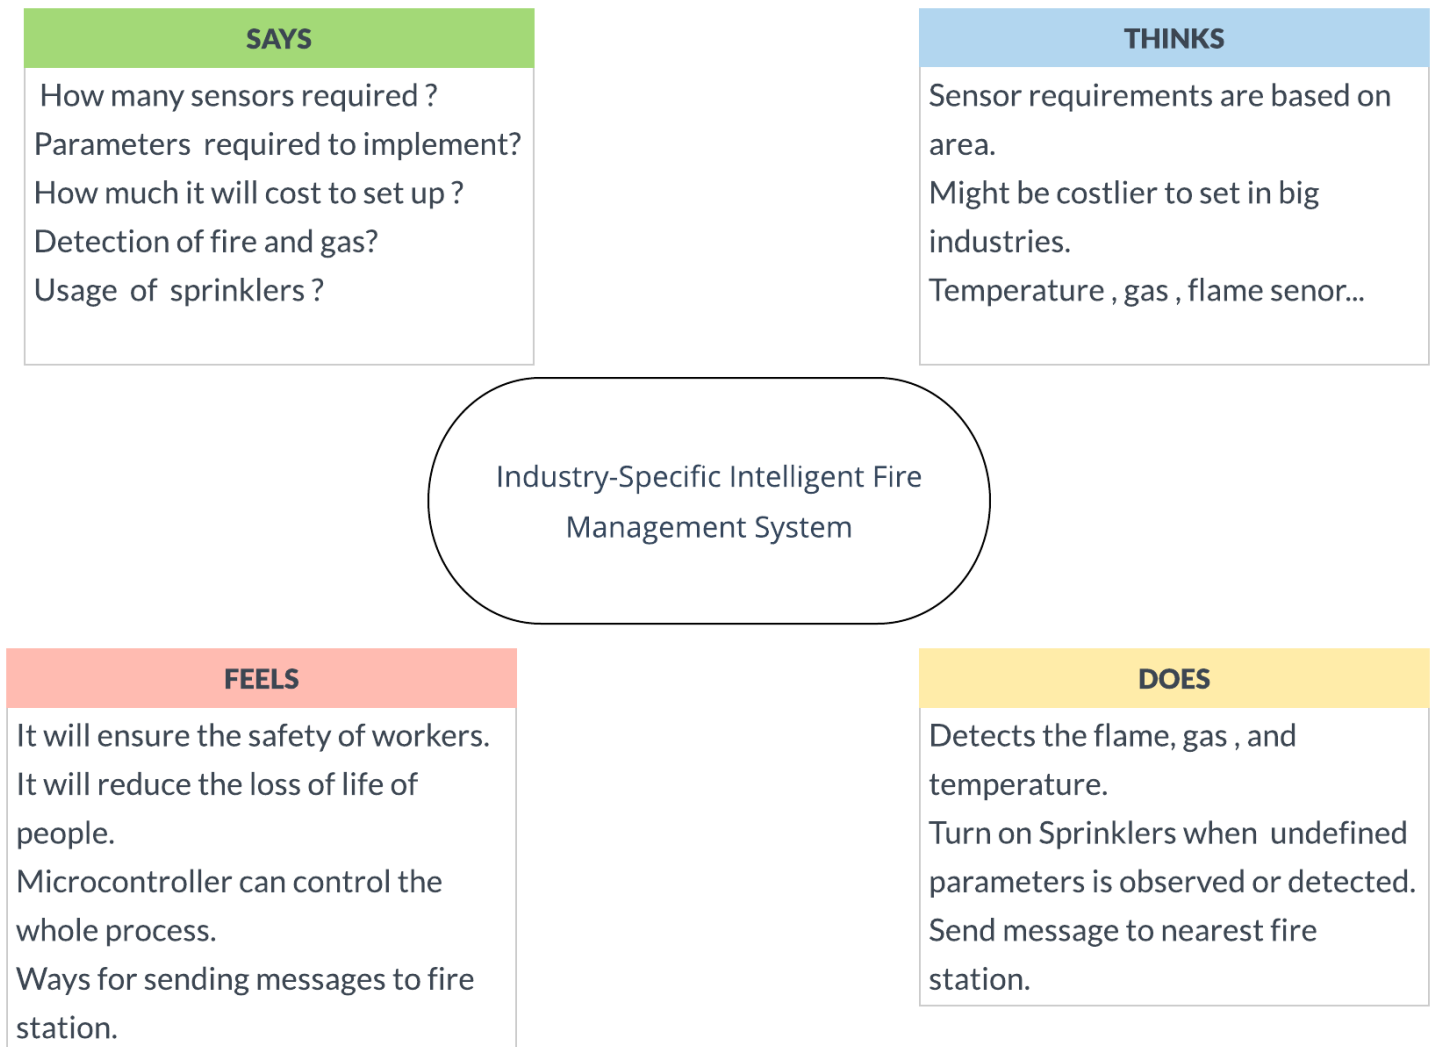 SAYS
How many sensors required ?
Parameters required to implement?
How much it will cost to set up ?
Detection of fire and gas?
Usage of sprinklers ?
THINKS
Sensor requirements are based on
area.
Might be costlier to set in big
industries.
Temperature , gas , flame senor...
Industry-Specific Intelligent Fire
Management System
FEELS
It will ensure the safety of workers.
It will reduce the loss of life of
people.
Microcontroller can control the
whole process.
Ways for sending messages to fire
station.
DOES
Detects the flame, gas , and
temperature.
Turn on Sprinklers when undefined
parameters is observed or detected.
Send message to nearest fire
station.